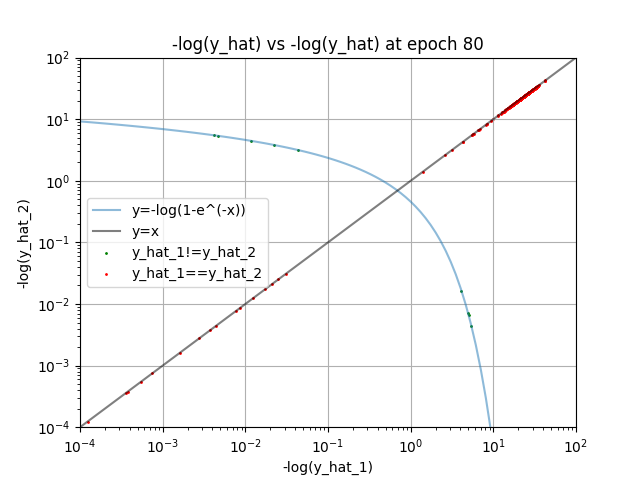 -log(y_hat) vs -log(y_hat) at epoch 80
-log(y_hat_2)
10^2
10^1
10^0
10^-1
10^-2
10^-3
10^-4
y=-log(1-e^(-x))
y=x
y_hat_1!=y_hat_2
y_hat_1==y_hat_2
10^-4 10^-3 10^-2 10^-1 10^0 10^1 10^2
-log(y_hat_1)